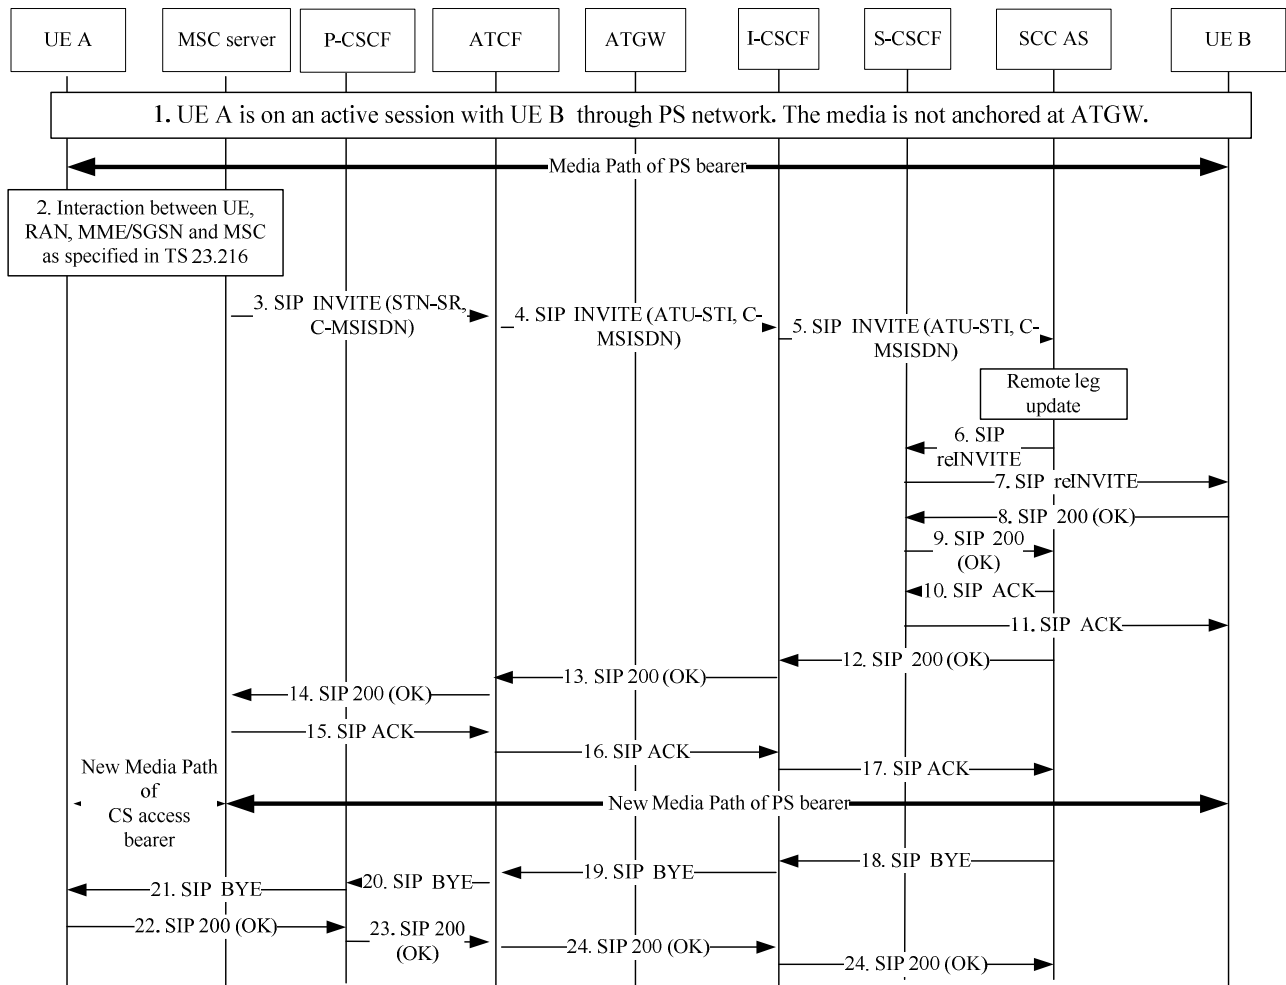 UE A
MSC server
P-CSCF
ATCF
ATGW
I-CSCF
S-CSCF
SCC AS
UE B
1. UE A is on an active session with UE B through PS network. The media is not anchored at ATGW.
Media Path of PS bearer
2. Interaction between UE,
RAN, MME/SGSN and MSC
as specified in TS 23.216
3. SIP INVITE (STN-SR,
C-MSISDN)
4. SIP INVITE (ATU-STI, C-
MSISDN)
5. SIP INVITE (ATU-STI, C-
MSISDN)
Remote leg
update
6. SIP
reINVITE
7. SIP reINVITE
8. SIP 200 (OK)
9. SIP 200
(OK)
10. SIP ACK
11. SIP ACK
12. SIP 200 (OK)
13. SIP 200 (OK)
14. SIP 200 (OK)
15. SIP ACK
16. SIP ACK
17. SIP ACK
New Media Path
of
CS access
bearer
New Media Path of PS bearer
18. SIP BYE
19. SIP BYE
20. SIP BYE
21. SIP BYE
22. SIP 200 (OK)
23. SIP 200
(OK)
24. SIP 200 (OK)
24. SIP 200 (OK)